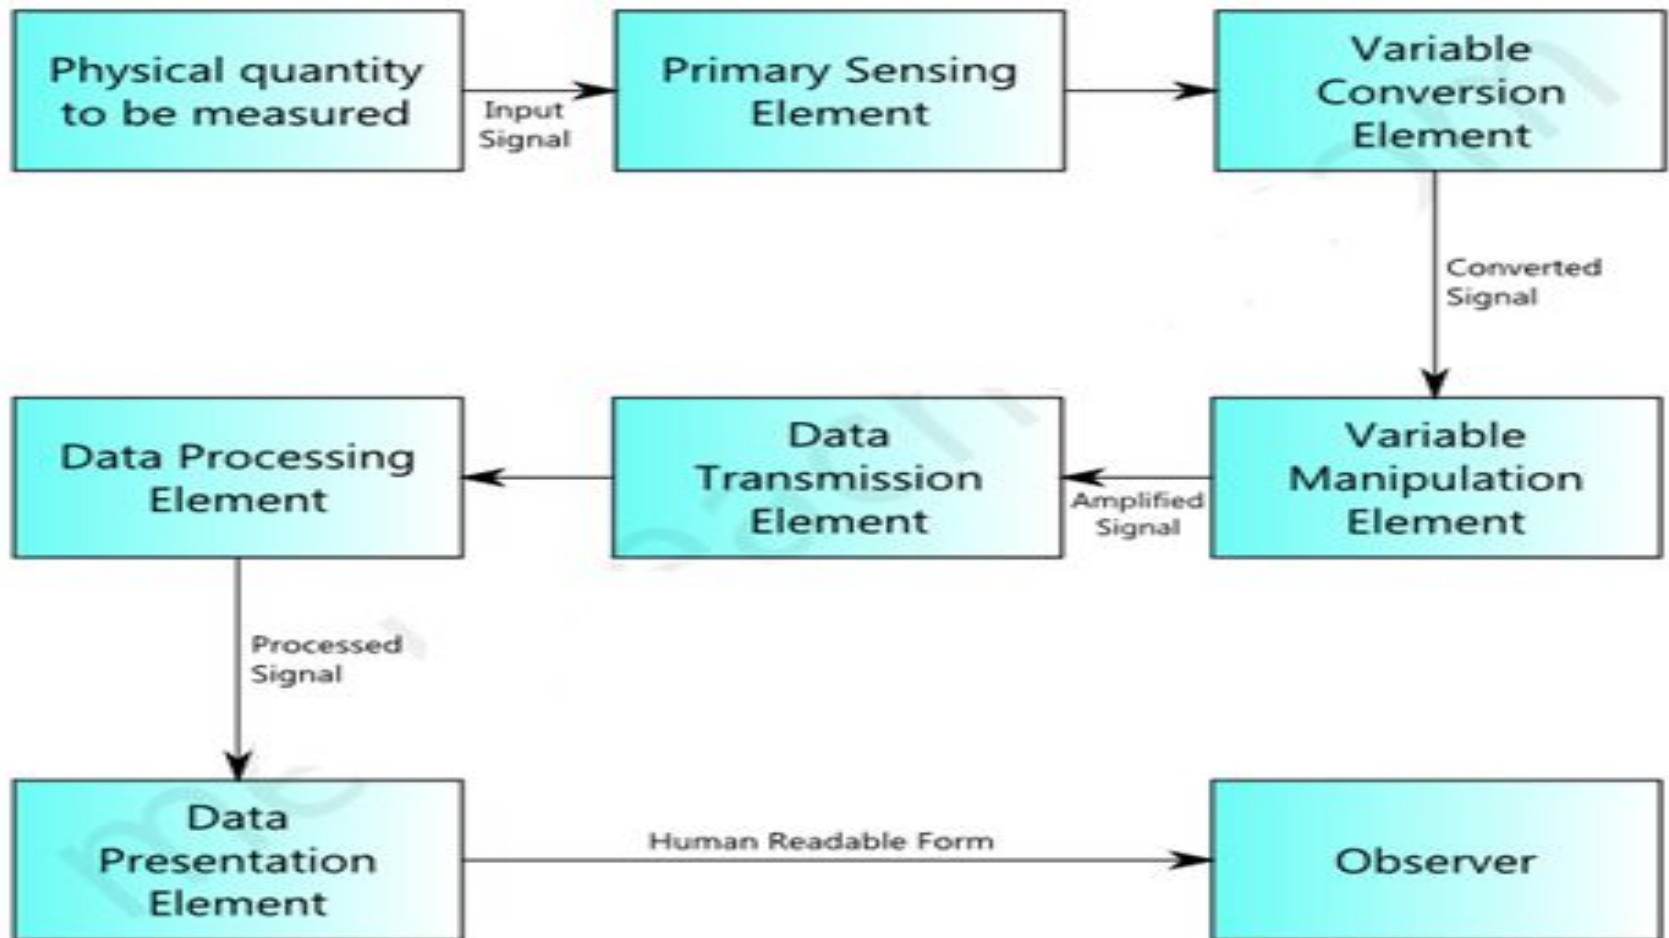 Physical quantity
to be measured
Input
Signal
Primary Sensing
Element
Variable
Conversion
Element
Converted
Signal
Variable
Manipulation
Element
Amplified
Signal
Data
Transmission
Element
Data Processing
Element
Processed
Signal
Data
Presentation
Element
Human Readable Form
Observer